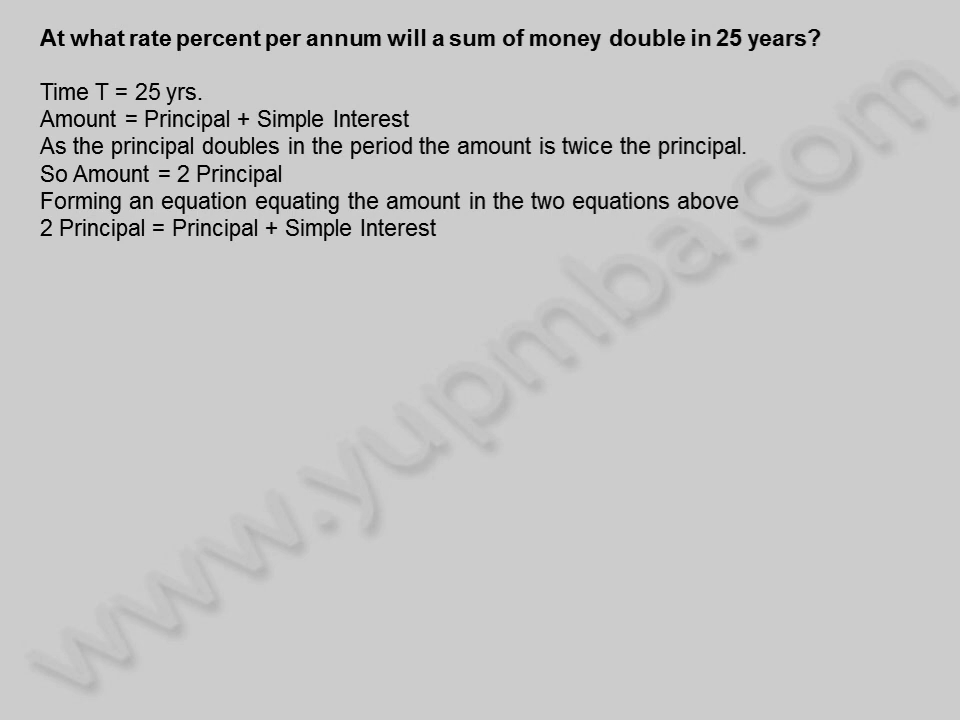 At what rate percent per annum will a sum of money double in 25 years?
Time T = 25 yrs.
Amount = Principal + Simple Interest
As the principal doubles in the period the amount is twice the principal.
So Amount = 2 Principal
Forming an equation equating the amount in the two equations above
2 Principal = Principal + Simple Interest
www.yupmba.com